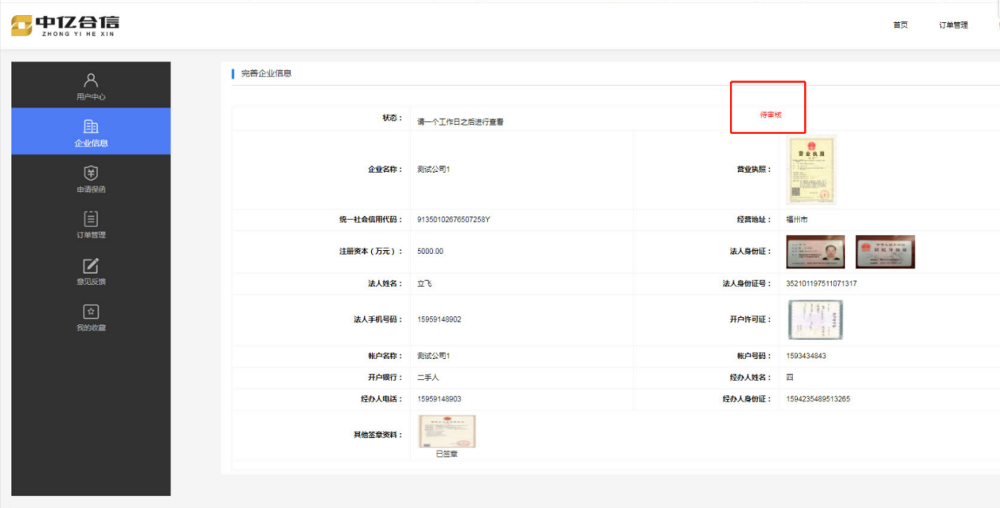 中亿合信
ZHONG YI HE XIN
首页
订单管理
用户中心
企业信息
申请保函
订单管理
意见反馈
我的收藏
完善企业信息
状态： 请一个工作日之后进行查看 待审核
企业名称： 测试公司1 营业执照：
营业执照
统一社会信用代码： 91350102676507258Y 经营地址： 福州市
注册资本（万元）： 5000.00 法人身份证：
法人姓名： 立飞 法人身份证号： 352101197511071317
法人手机号码： 15959148902 开户许可证：
帐户名称： 测试公司1 帐户号码： 1593434843
开户银行： 二手人 经办人姓名： 四
经办人电话： 15959148903 经办人身份证： 1594235489513265
其他签章资料：
已签章